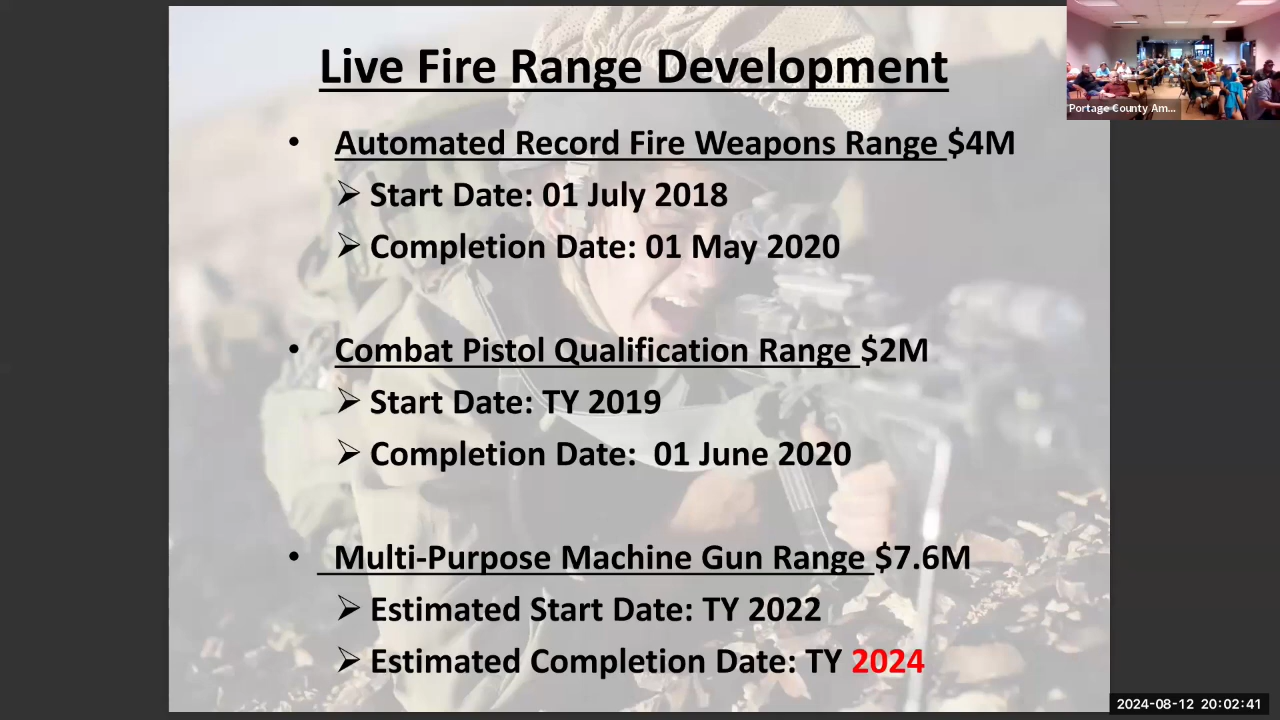 Live Fire Range Development
• Automated Record Fire Weapons Range $4M
➢ Start Date: 01 July 2018
➢ Completion Date: 01 May 2020
• Combat Pistol Qualification Range $2M
➢ Start Date: TY 2019
➢ Completion Date: 01 June 2020
• Multi-Purpose Machine Gun Range $7.6M
➢ Estimated Start Date: TY 2022
➢ Estimated Completion Date: TY 2024
Portage County Am...
2024-08-12 20:02:41